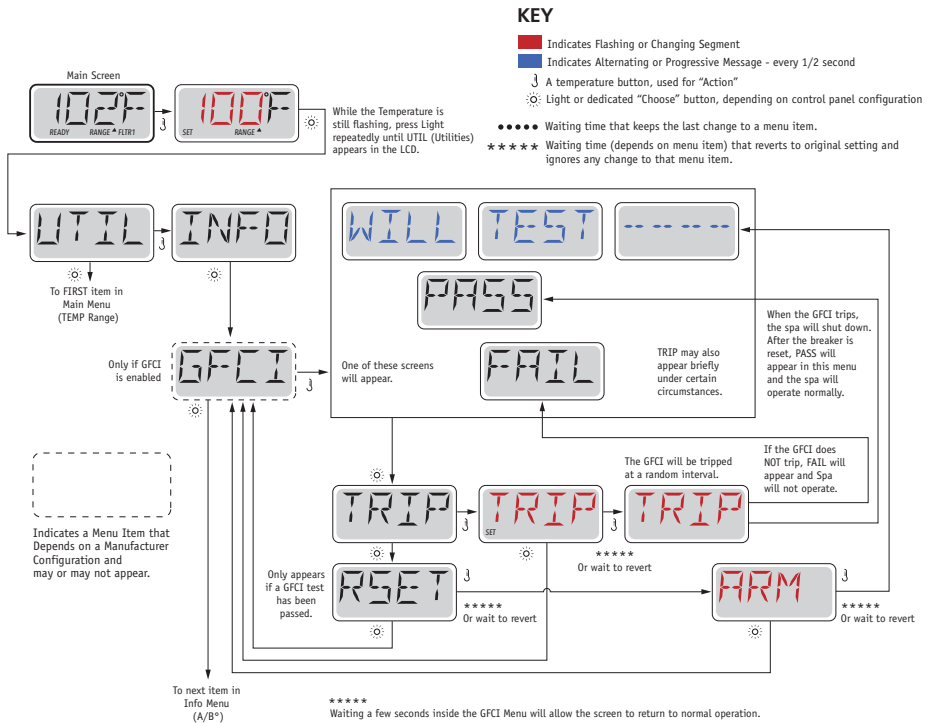 KEY
Indicates Flashing or Changing Segment
Indicates Alternating or Progressive Message - every 1/2 second
A temperature button, used for "Action"
Light or dedicated "Choose" button, depending on control panel configuration
••••• Waiting time that keeps the last change to a menu item.
***** Waiting time (depends on menu item) that reverts to original setting and
ignores any change to that menu item.
Main Screen
102°F
READY RANGE ▲ FLTR1
100°F
SET RANGE ▲
While the Temperature is
still flashing, press Light
repeatedly until UTIL (Utilities)
appears in the LCD.
UTIL
INFO
To FIRST item in
Main Menu
(TEMP Range)
WILL
TEST
-- -- -- --
PASS
FAIL
One of these screens
will appear.
TRIP may also
appear briefly
under certain
circumstances.
When the GFCI trips,
the spa will shut down.
After the breaker is
reset, PASS will
appear in this menu
and the spa will
operate normally.
Only if GFCI
is enabled
GFCI
If the GFCI does
NOT trip, FAIL will
appear and Spa
will not operate.
The GFCI will be tripped
at a random interval.
TRIP
TRIP
SET
TRIP
*****
Or wait to revert
Indicates a Menu Item that
Depends on a Manufacturer
Configuration and
may or may not appear.
Only appears
if a GFCI test
has been
passed.
RSET
*****
Or wait to revert
ARM
*****
Or wait to revert
To next item in
Info Menu
(A/B°)
*****
Waiting a few seconds inside the GFCI Menu will allow the screen to return to normal operation.